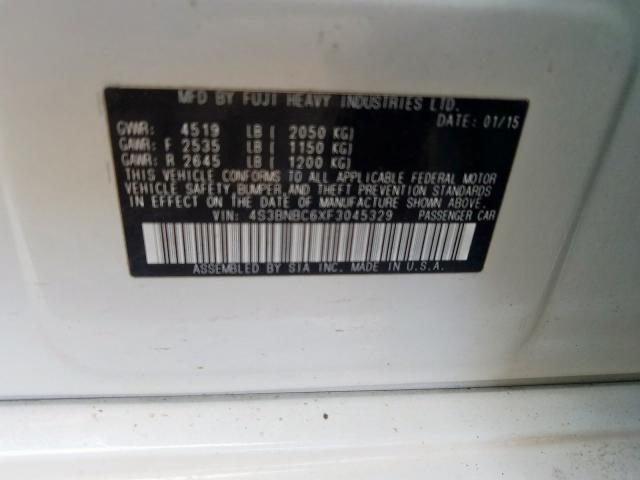 MFD BY FUJI HEAVY INDUSTRIES LTD.
DATE: 01/15
GVWR: 4519 LB ( 2050 KG)
GAWR: F 2535 LB ( 1150 KG)
GAWR: R 2645 LB ( 1200 KG)
THIS VEHICLE CONFORMS TO ALL APPLICABLE FEDERAL MOTOR
VEHICLE SAFETY, BUMPER, AND THEFT PREVENTION STANDARDS
IN EFFECT ON THE DATE OF MANUFACTURE SHOWN ABOVE.
VIN: 4S3BNBC6XF3045329 PASSENGER CAR
ASSEMBLED BY SIA INC. MADE IN U.S.A.